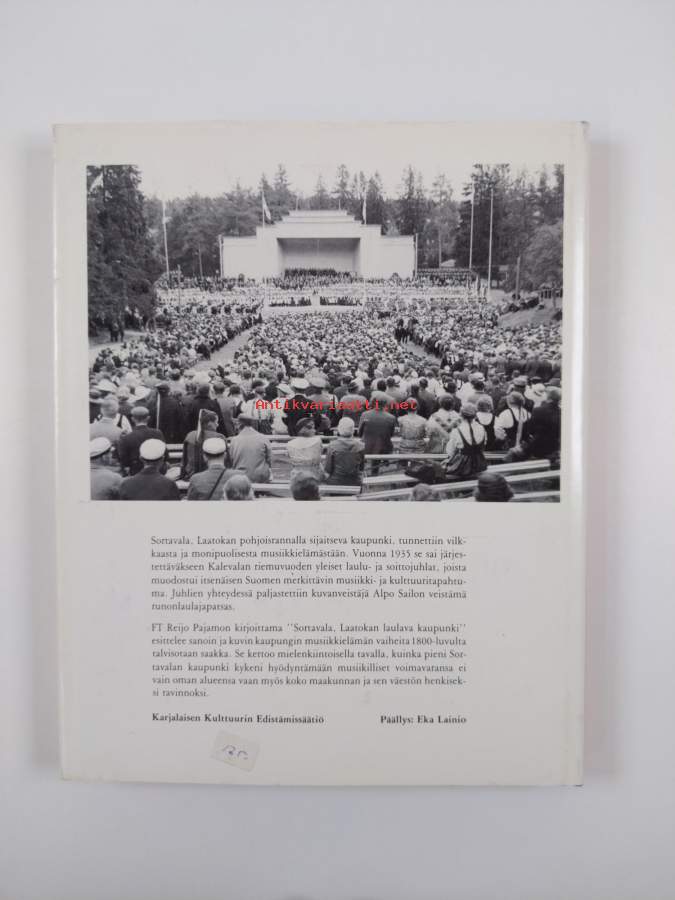 Antikvariaatti.net
Sortavala, Laatokan pohjoisrannalla sijaitseva kaupunki, tunnettiin vilk-
kaasta ja monipuolisesta musiikkielämästään. Vuonna 1935 se sai järjes-
tettäväkseen Kalevalan riemuvuoden yleiset laulu- ja soittojuhlat, joista
muodostui itsenäisen Suomen merkittävin musiikki- ja kulttuuritapahtu-
ma. Juhlien yhteydessä paljastettiin kuvanveistäjä Alpo Sailon veistämä
runonlaulajapatsas.
FT Reijo Pajamon kirjoittama ''Sortavala, Laatokan laulava kaupunki''
esittelee sanoin ja kuvin kaupungin musiikkielämän vaiheita 1800-luvulta
talvisotaan saakka. Se kertoo mielenkiintoisella tavalla, kuinka pieni Sor-
tavalan kaupunki kykeni hyödyntämään musiikilliset voimavaransa ei
vain oman alueensa vaan myös koko maakunnan ja sen väestön henkisek-
si ravinnoksi.
Karjalaisen Kulttuurin Edistämissäätiö
Päällys: Eka Lainio